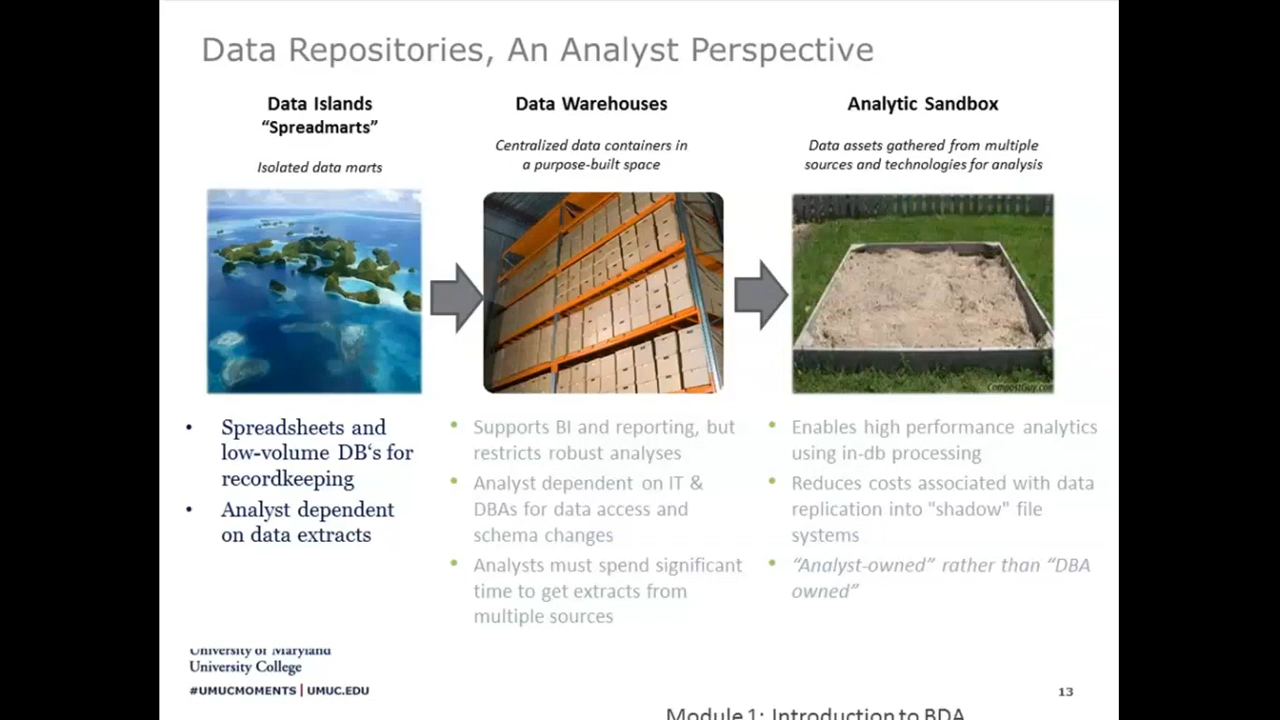 Data Repositories, An Analyst Perspective
Data Islands
“Spreadmarts”
Isolated data marts
Data Warehouses
Centralized data containers in
a purpose-built space
Analytic Sandbox
Data assets gathered from multiple
sources and technologies for analysis
CompostGuy.com
• Spreadsheets and
low-volume DB‘s for
recordkeeping
• Analyst dependent
on data extracts
• Supports BI and reporting, but
restricts robust analyses
• Analyst dependent on IT &
DBAs for data access and
schema changes
• Analysts must spend significant
time to get extracts from
multiple sources
• Enables high performance analytics
using in-db processing
• Reduces costs associated with data
replication into "shadow" file
systems
• “Analyst-owned” rather than “DBA
owned”
University of Maryland
University College
#UMUCMOMENTS | UMUC.EDU
13
Module 1: Introduction to BDA